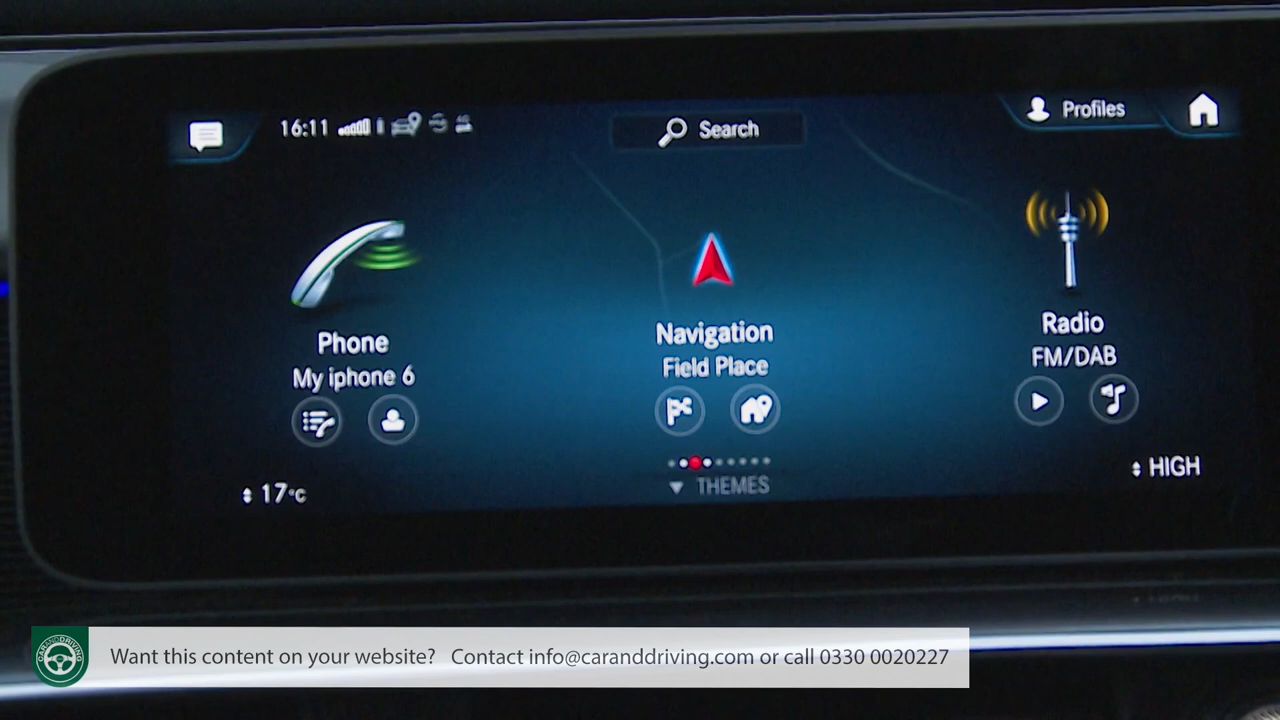 16:11
Search
Profiles
Phone
My iphone 6
Navigation
Field Place
Radio
FM/DAB
17°C
THEMES
HIGH
CARANDDRIVING
Want this content on your website? Contact info@caranddriving.com or call 0330 0020227